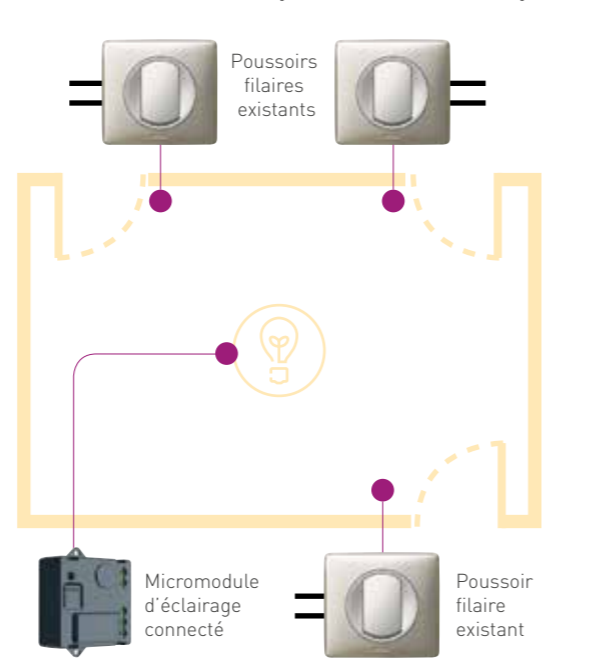 Poussoirs
filaires
existants
Micromodule
d'éclairage
connecté
Poussoir
filaire
existant